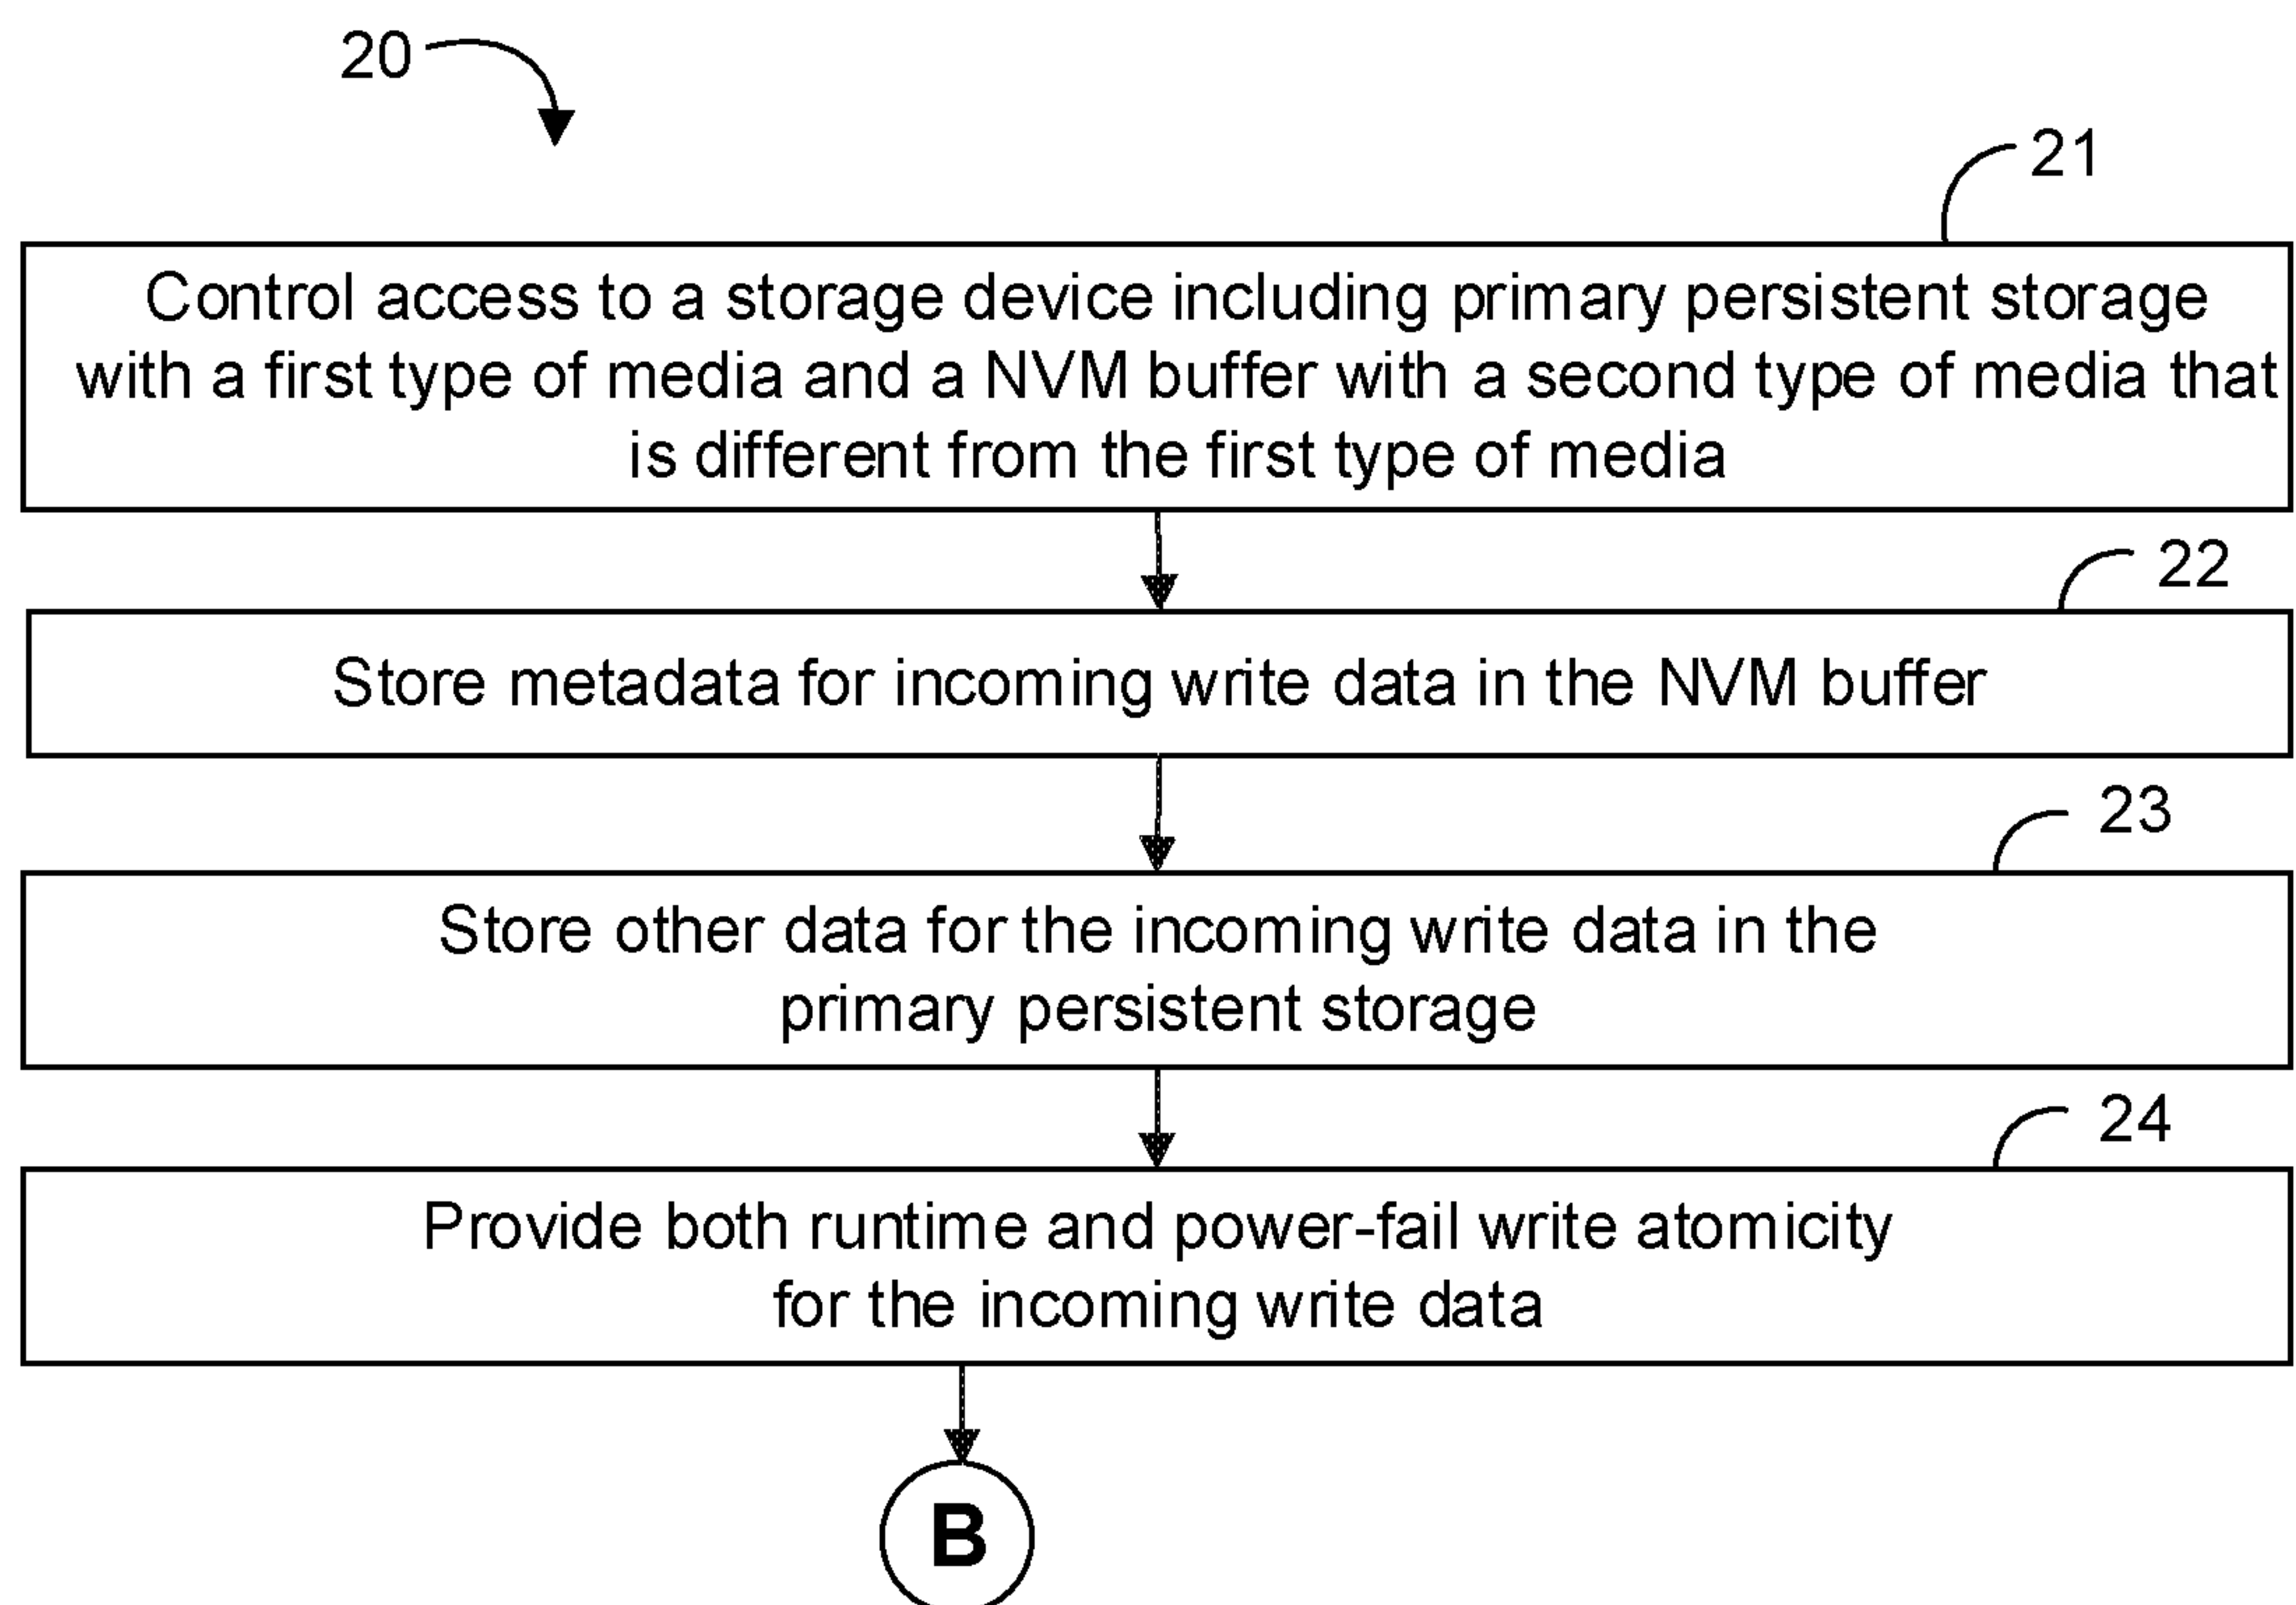 20
21
Control access to a storage device including primary persistent storage
with a first type of media and a NVM buffer with a second type of media that
is different from the first type of media
22
Store metadata for incoming write data in the NVM buffer
23
Store other data for the incoming write data in the
primary persistent storage
24
Provide both runtime and power-fail write atomicity
for the incoming write data
B